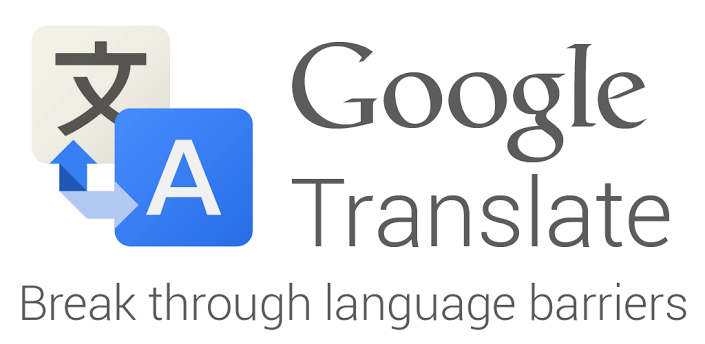 文
A
Google
Translate
Break through language barriers